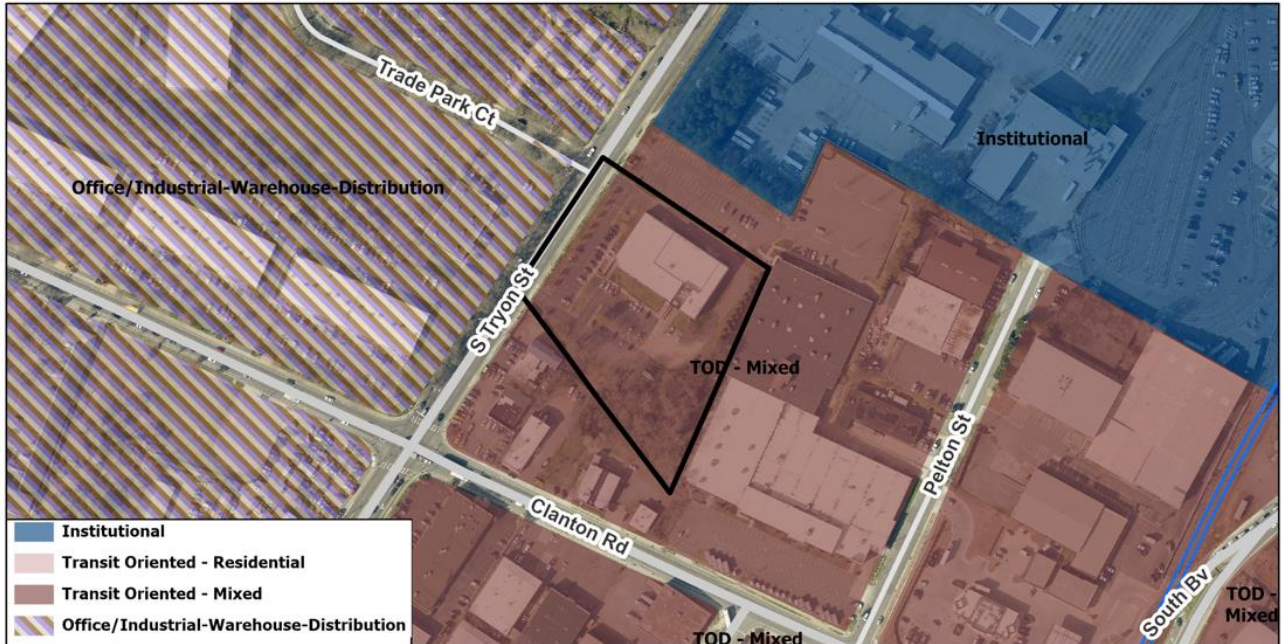 Trade Park Ct
Institutional
Office/Industrial-Warehouse-Distribution
S Tryon St
TOD - Mixed
Pelton St
Clanton Rd
South Bv
TOD -
Mixed
TOD - Mixed
Institutional
Transit Oriented - Residential
Transit Oriented - Mixed
Office/Industrial-Warehouse-Distribution